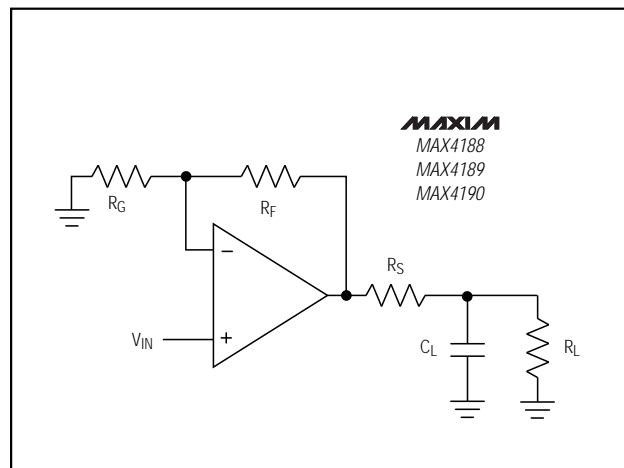 MAXIM
MAX4188
MAX4189
MAX4190
RG
RF
−
RS
VIN
+
CL
RL